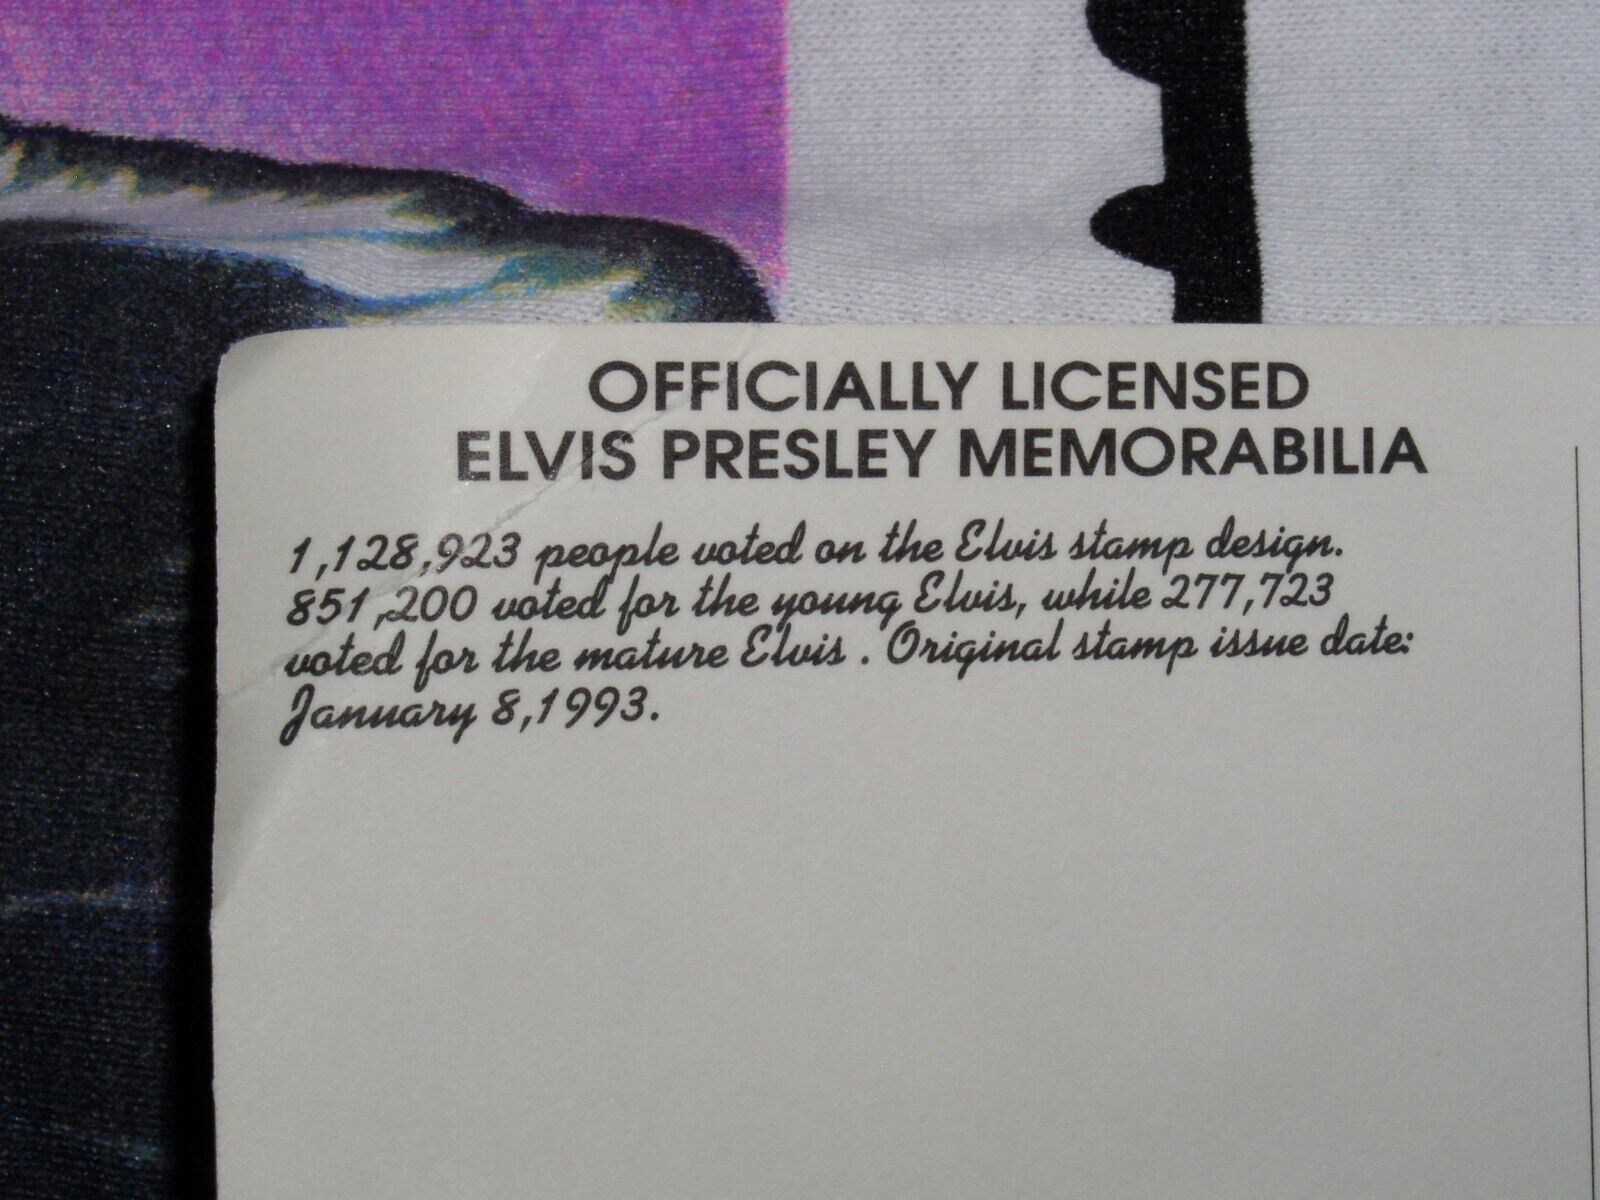 OFFICIALLY LICENSED
ELVIS PRESLEY MEMORABILIA
1,128,923 people voted on the Elvis stamp design.
851,200 voted for the young Elvis, while 277,723
voted for the mature Elvis . Original stamp issue date:
January 8,1993.